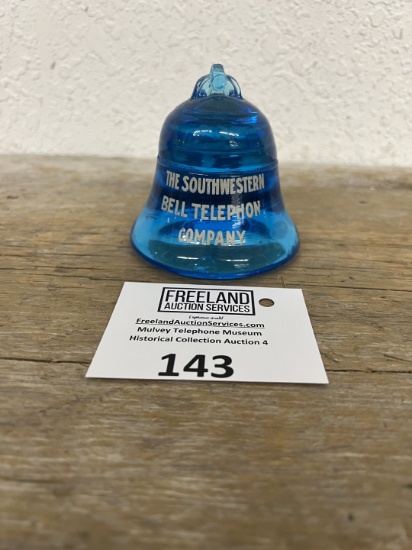 THE SOUTHWESTERN
BELL TELEPHON
COMPANY
FREELAND
AUCTION SERVICES
FreelandAuctionServices.com
Mulvey Telephone Museum
Historical Collection Auction 4
143